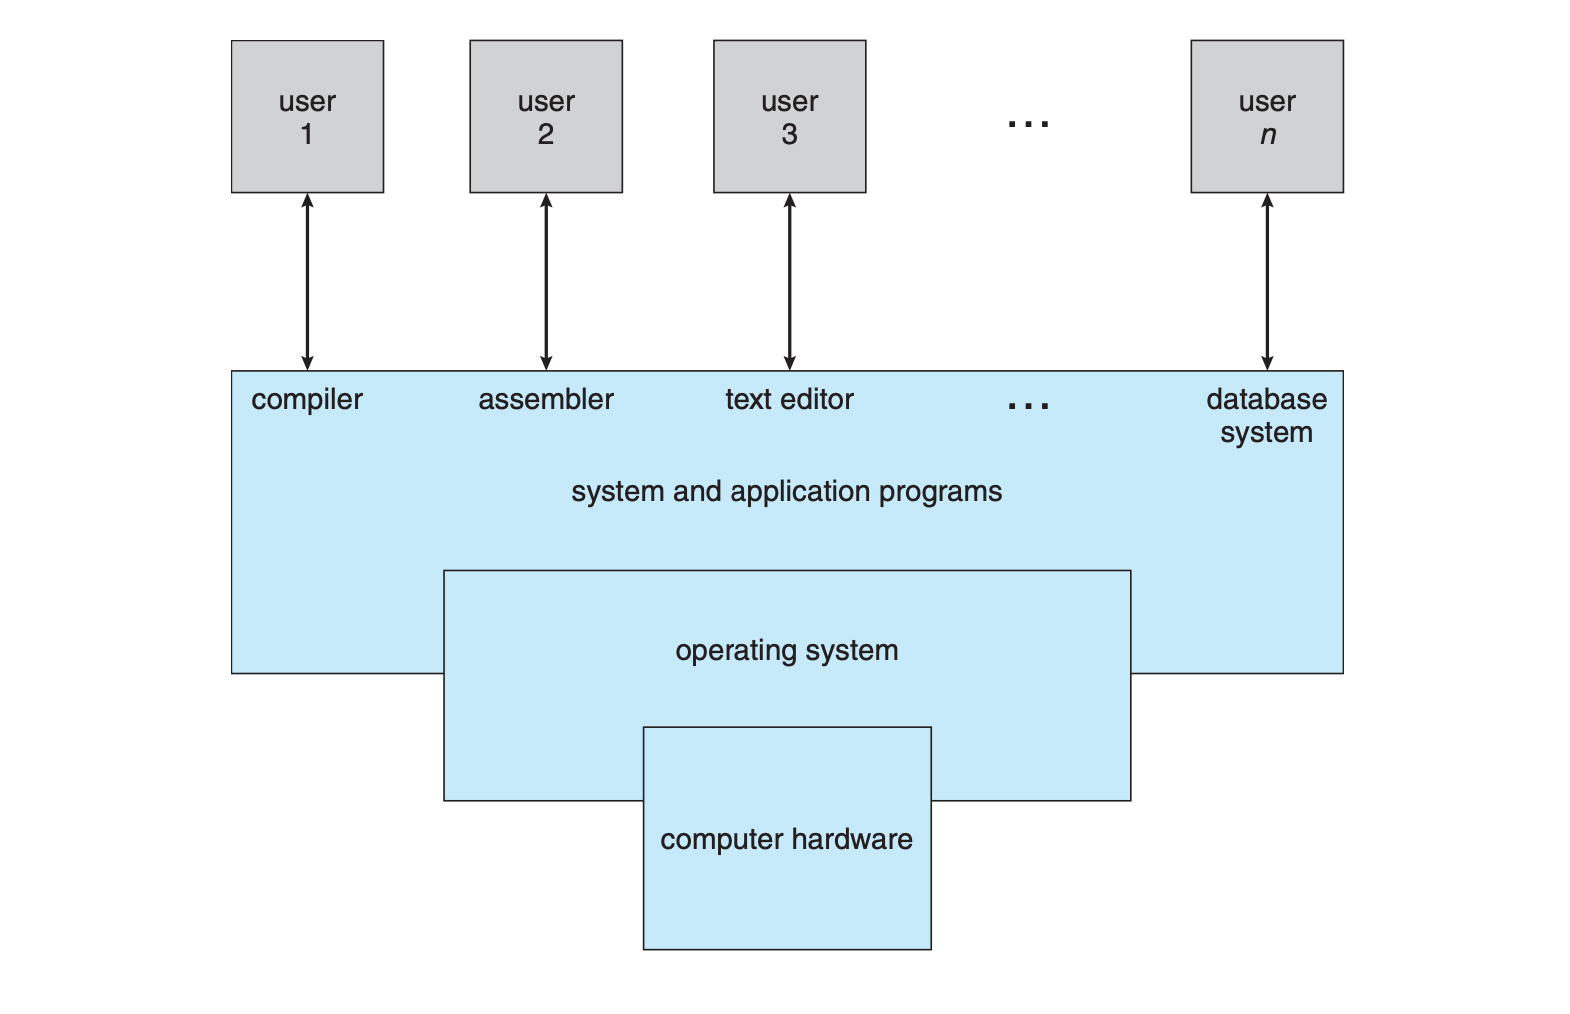 user
1
user
2
user
3
...
user
n
compiler
assembler
text editor
...
database
system
system and application programs
operating system
computer hardware